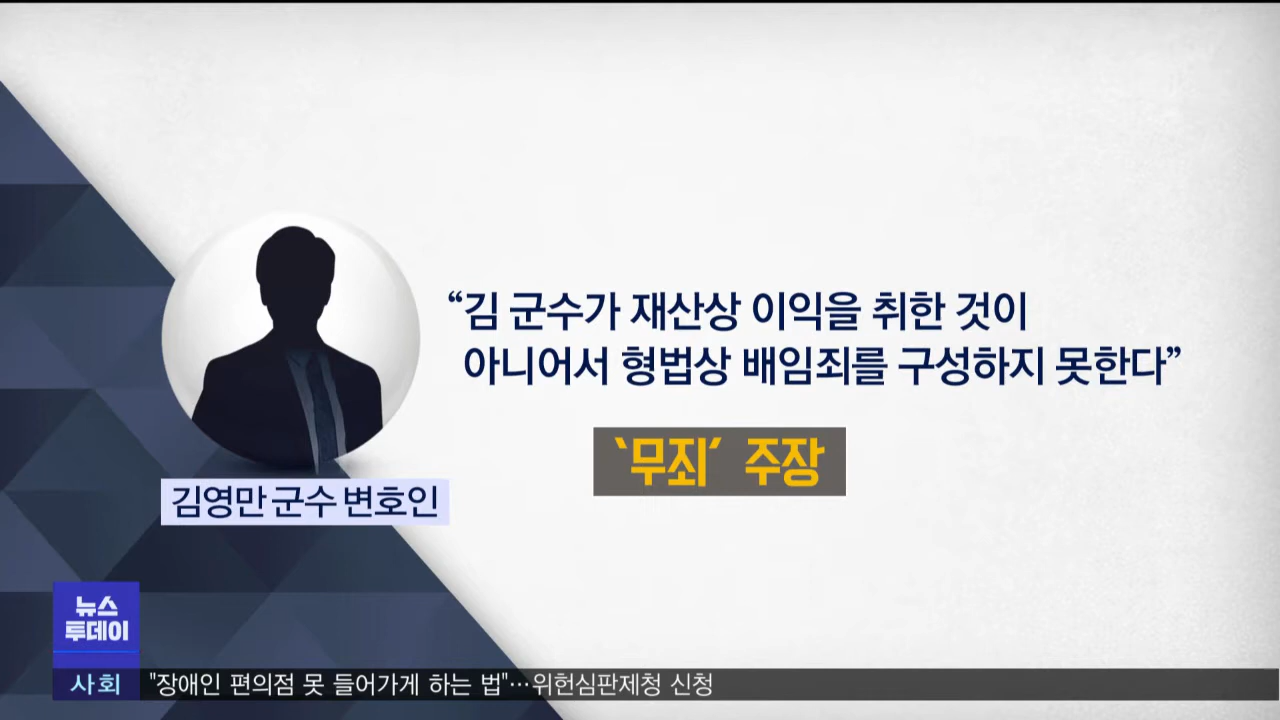 “김 군수가 재산상 이익을 취한 것이
아니어서 형법상 배임죄를 구성하지 못한다”
‘무죄’ 주장
김영만 군수 변호인
뉴스
투데이
사회 "장애인 편의점 못 들어가게 하는 법"…위헌심판제청 신청